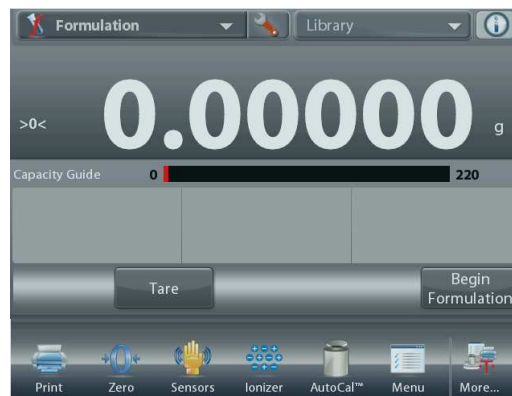 Formulation
Library
>0<
0.00000
g
Capacity Guide 0 220
Tare
Begin
Formulation
Print Zero Sensors Ionizer AutoCal™ Menu More...